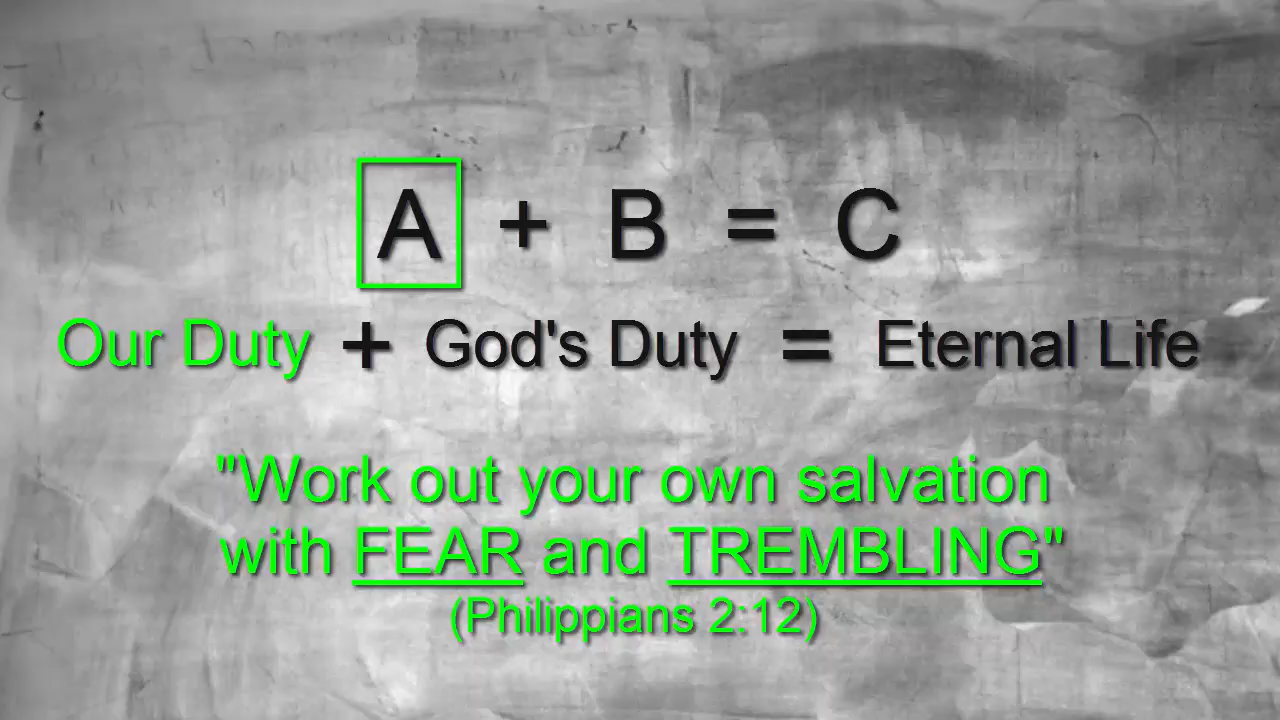 A + B = C
Our Duty + God's Duty = Eternal Life
"Work out your own salvation
with FEAR and TREMBLING"
(Philippians 2:12)